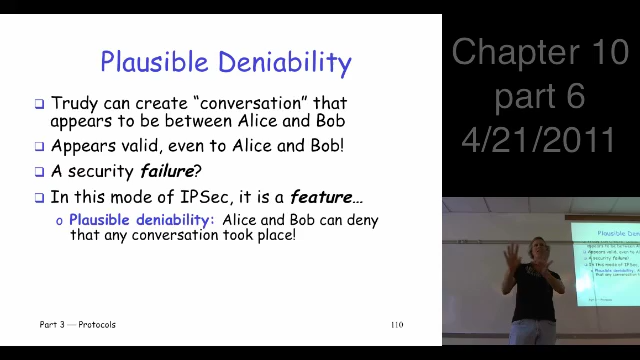 Plausible Deniability
Trudy can create “conversation” that
appears to be between Alice and Bob
Appears valid, even to Alice and Bob!
A security failure?
In this mode of IPSec, it is a feature…
o Plausible deniability: Alice and Bob can deny
that any conversation took place!
Part 3 — Protocols
110
Chapter 10
part 6
4/21/2011
Plausible Deni